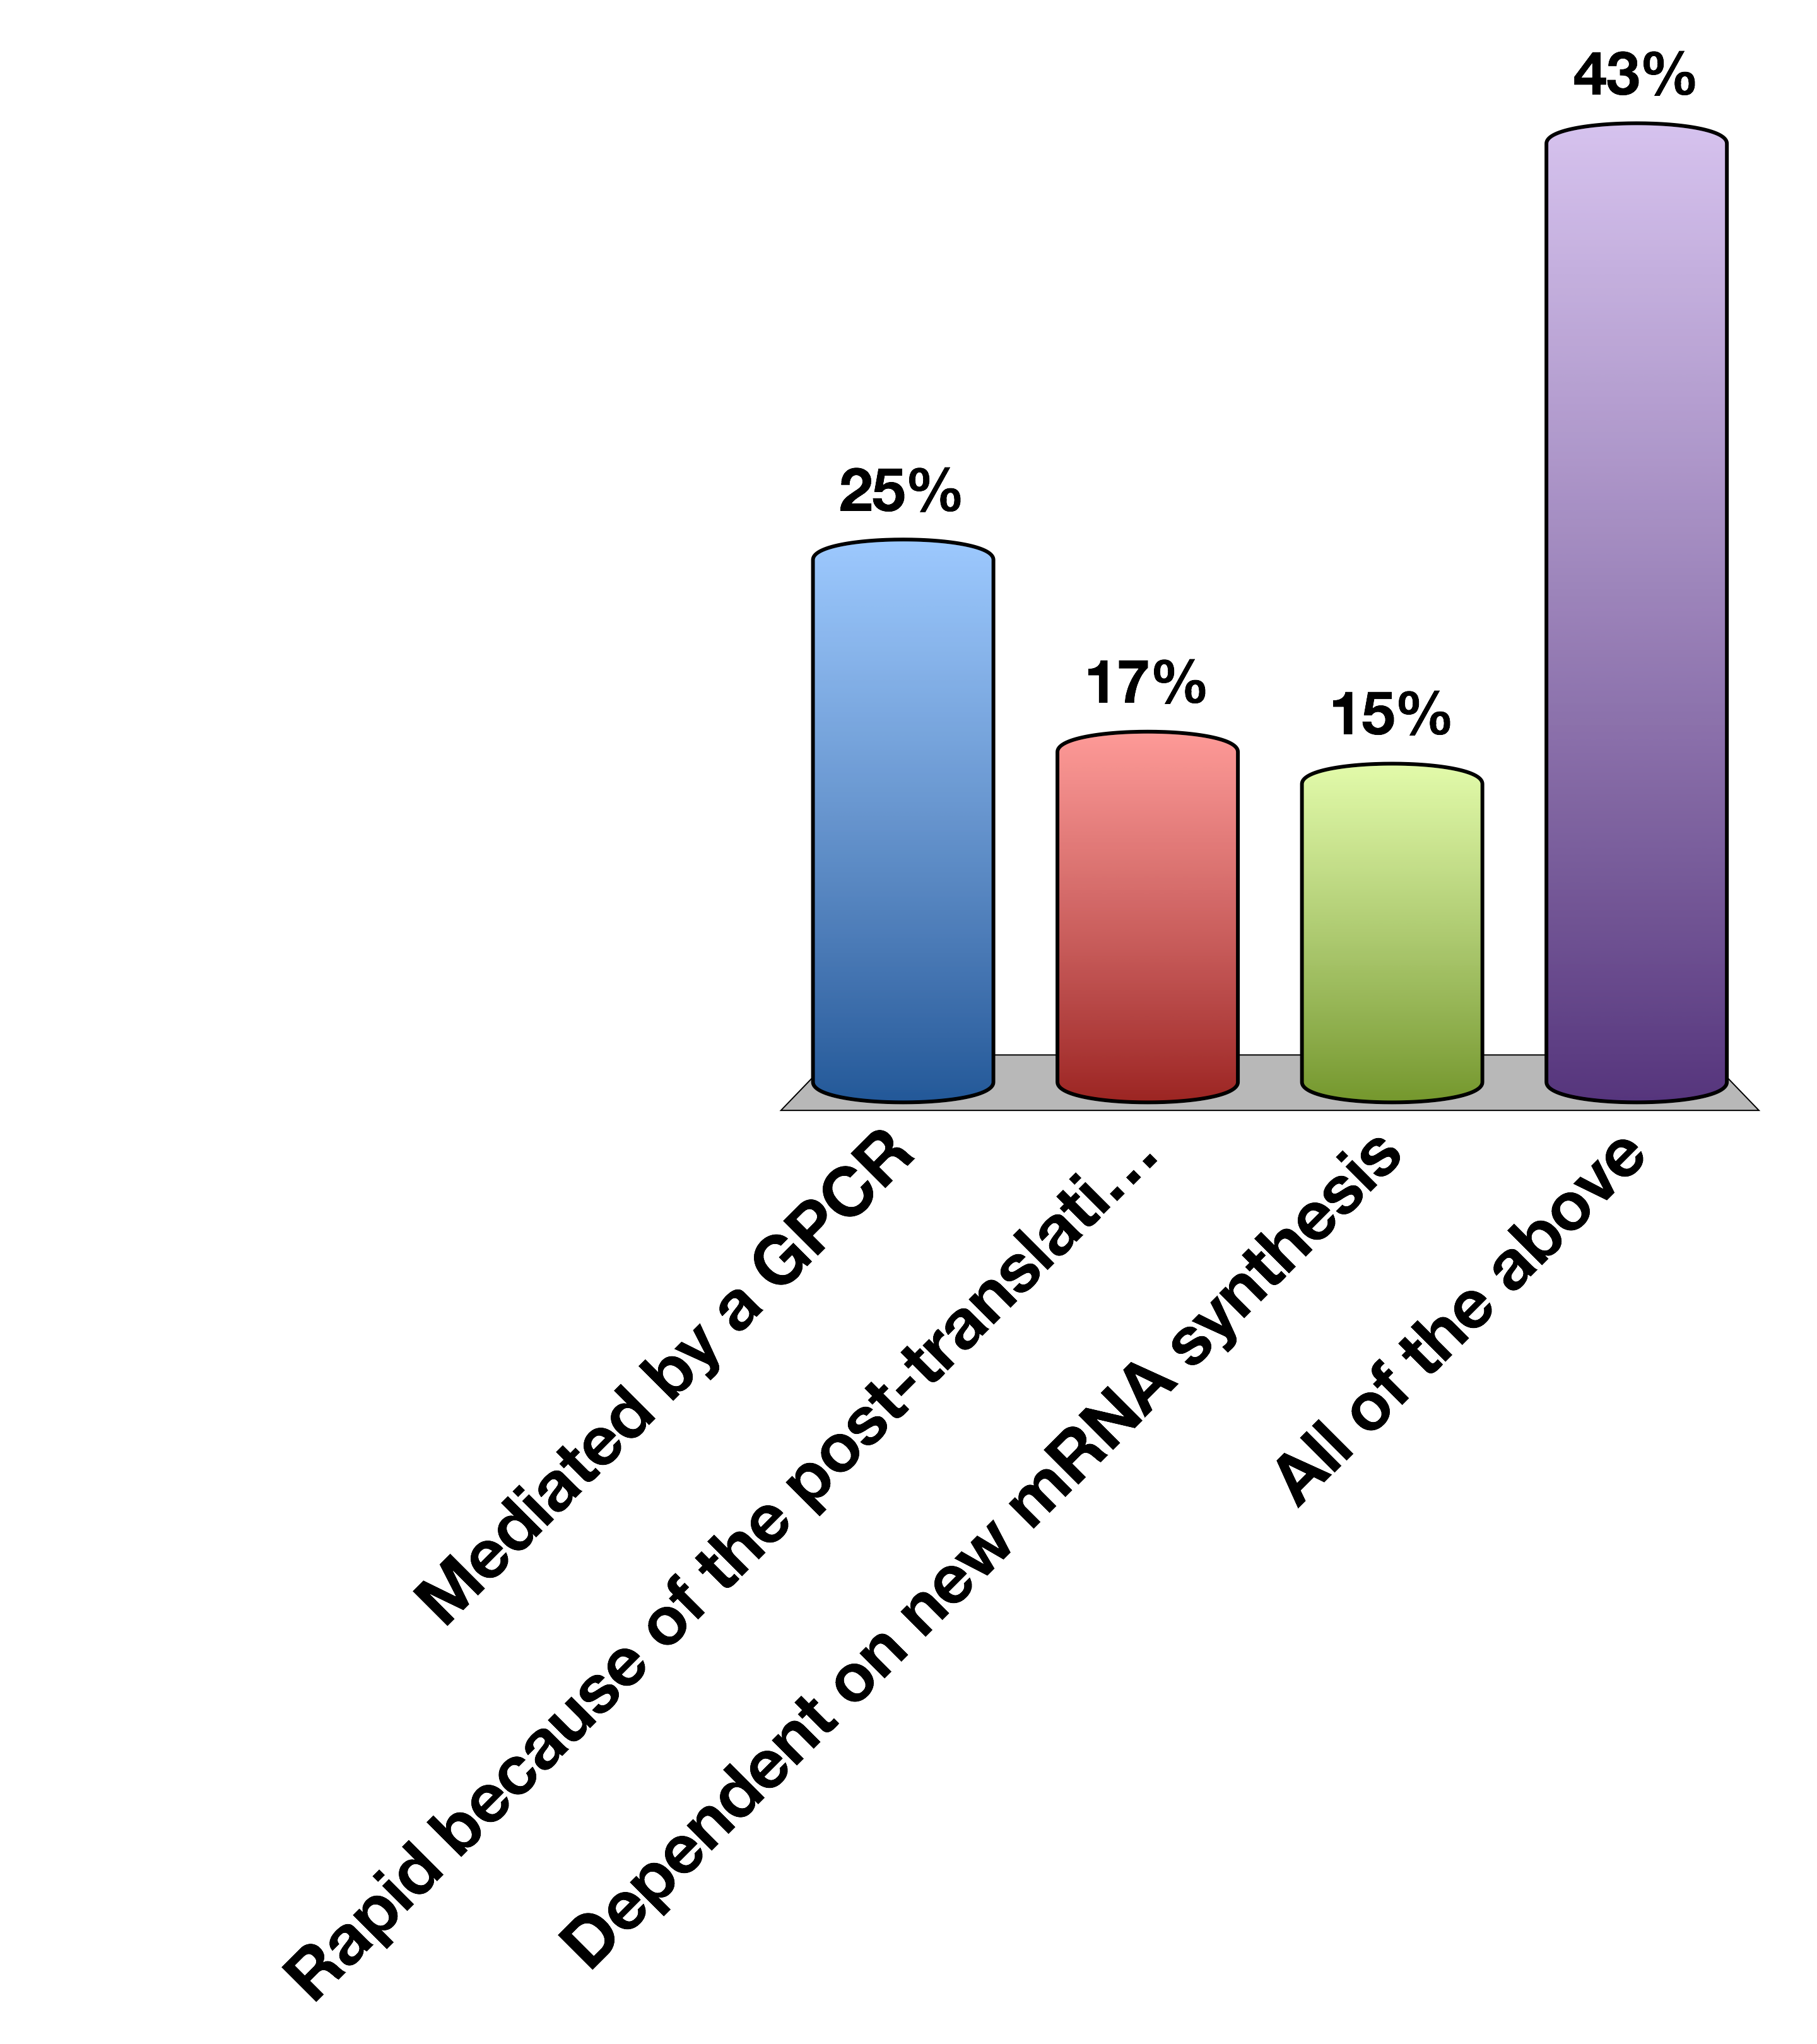 43%
25%
17%
15%
Mediated by a GPCR
Rapid because of the post-translati...
Dependent on new mRNA synthesis
All of the above